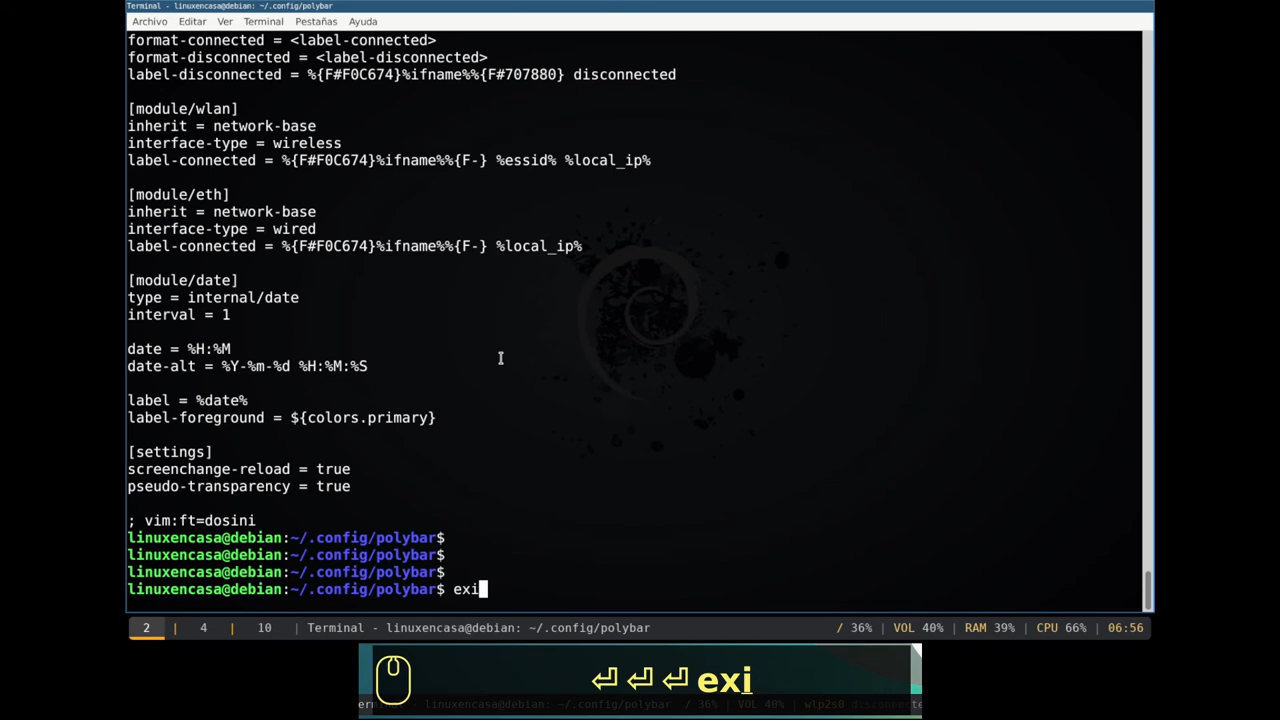 Terminal - linuxencasa@debian: ~/.config/polybar
Archivo Editar Ver Terminal Pestañas Ayuda
format-connected = <label-connected>
format-disconnected = <label-disconnected>
label-disconnected = %{F#F0C674}%ifname%%{F#707880} disconnected
[module/wlan]
inherit = network-base
interface-type = wireless
label-connected = %{F#F0C674}%ifname%%{F-} %essid% %local_ip%
[module/eth]
inherit = network-base
interface-type = wired
label-connected = %{F#F0C674}%ifname%%{F-} %local_ip%
[module/date]
type = internal/date
interval = 1
date = %H:%M
date-alt = %Y-%m-%d %H:%M:%S
label = %date%
label-foreground = ${colors.primary}
[settings]
screenchange-reload = true
pseudo-transparency = true
; vim:ft=dosini
linuxencasa@debian:~/.config/polybar$
linuxencasa@debian:~/.config/polybar$
linuxencasa@debian:~/.config/polybar$
linuxencasa@debian:~/.config/polybar$ exi
2 | 4 | 10 | Terminal - linuxencasa@debian: ~/.config/polybar / 36% | VOL 40% | RAM 39% | CPU 66% | 06:56
⏎ ⏎ ⏎ exi
linuxencasa@debian: ~/.config/polybar / 36% | VOL 40% | wlp2s0